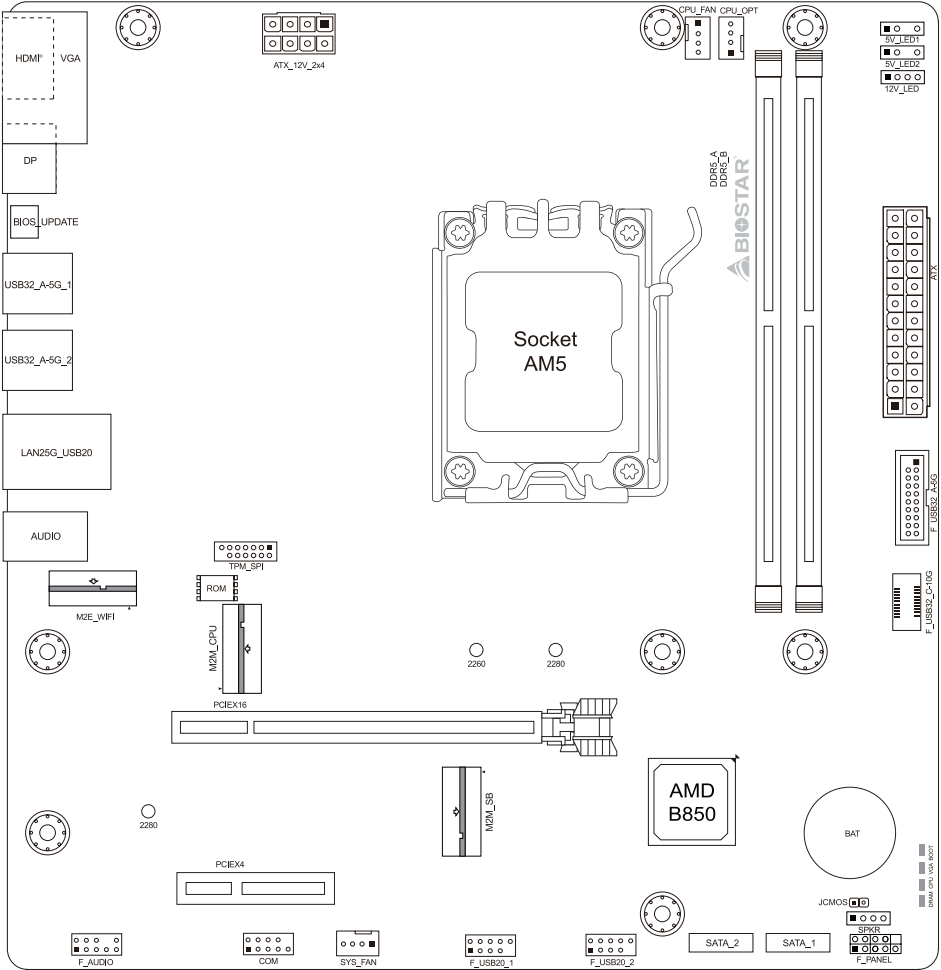 CPU_FAN CPU_OPT
HDMI® VGA
ATX_12V_2x4
5V_LED1
5V_LED2
12V_LED
DP
DDR5_A
DDR5_B
BIOSTAR
BIOS_UPDATE
ATX
USB32_A-5G_1
Socket
AM5
USB32_A-5G_2
LAN25G_USB20
F_USB32_A-5G
AUDIO
TPM_SPI
ROM
M2E_WIFI
F_USB32_C-10G
M2M_CPU
2260
2280
PCIEX16
M2M_SB
AMD
B850
2280
BAT
PCIEX4
DRAM CPU VGA BOOT
JCMOS
SPKR
F_AUDIO
COM
SYS_FAN
F_USB20_1
F_USB20_2
SATA_2
SATA_1
F_PANEL